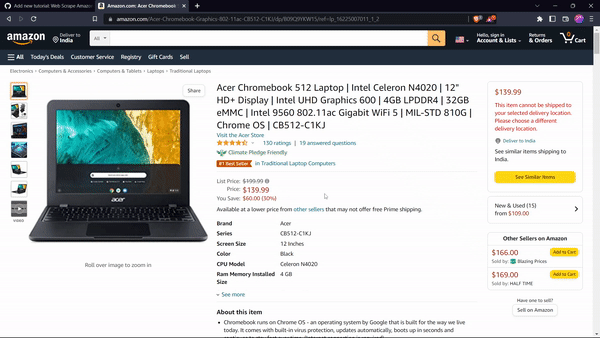 Add new tutorial: Web Scrape Amazon
Amazon.com: Acer Chromebook
amazon.com/Acer-Chromebook-Graphics-802-11ac-CB512-C1KJ/dp/
amazon
Deliver to
India
All
Hello, sign in
Account & Lists
Returns
& Orders
0
Cart
All
Today's Deals
Customer Service
Registry
Gift Cards
Sell
Electronics › Computers & Accessories › Computers & Tablets › Laptops › Traditional Laptops
Share
VIDEO
acer
Roll over image to zoom in
Acer Chromebook 512 Laptop | Intel Celeron N4020 | 12"
HD+ Display | Intel UHD Graphics 600 | 4GB LPDDR4 | 32GB
eMMC | Intel 9560 802.11ac Gigabit WiFi 5 | MIL-STD 810G |
Chrome OS | CB512-C1KJ
Visit the Acer Store
150 ratings | 19 answered questions
Climate Pledge Friendly
#1 Best Seller in Traditional Laptop Computers
List Price: $199.99
Price: $139.99
You Save: $60.00 (30%)
Available at a lower price from other sellers that may not offer free Prime shipping.
Brand Acer
Series CB512-C1KJ
Screen Size 12 Inches
Color Black
CPU Model Celeron N4020
Ram Memory Installed 4 GB
Size
See more
About this item
• Chromebook runs on Chrome OS - an operating system by Google that is built for the way we live
today. It comes with built-in virus protection, updates automatically, boots up in seconds and
$139.99
This item cannot be shipped to
your selected delivery location.
Please choose a different
delivery location.
Deliver to India
See similar items shipping to
India.
See Similar Items
New & Used (15)
from $109.00
Other Sellers on Amazon
$166.00
Add to Cart
Sold by: Blazing Prices
$169.00
Add to Cart
Sold by: HALF TIME
Have one to sell?
Sell on Amazon